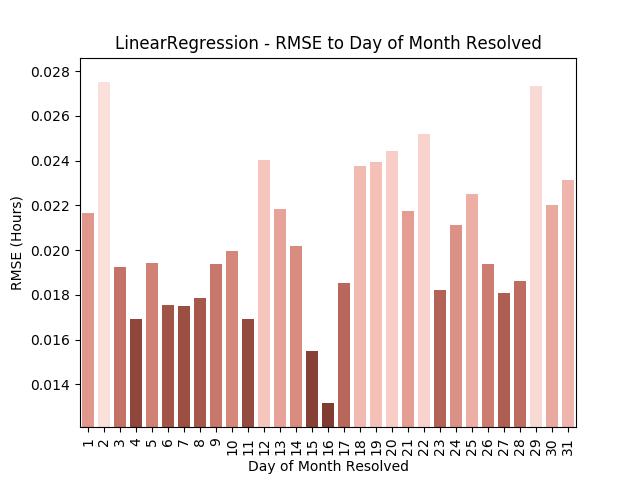 LinearRegression - RMSE to Day of Month Resolved
0.028
0.026
0.024
0.022
0.020
0.018
0.016
0.014
RMSE (Hours)
1 2 3 4 5 6 7 8 9 10 11 12 13 14 15 16 17 18 19 20 21 22 23 24 25 26 27 28 29 30 31
Day of Month Resolved